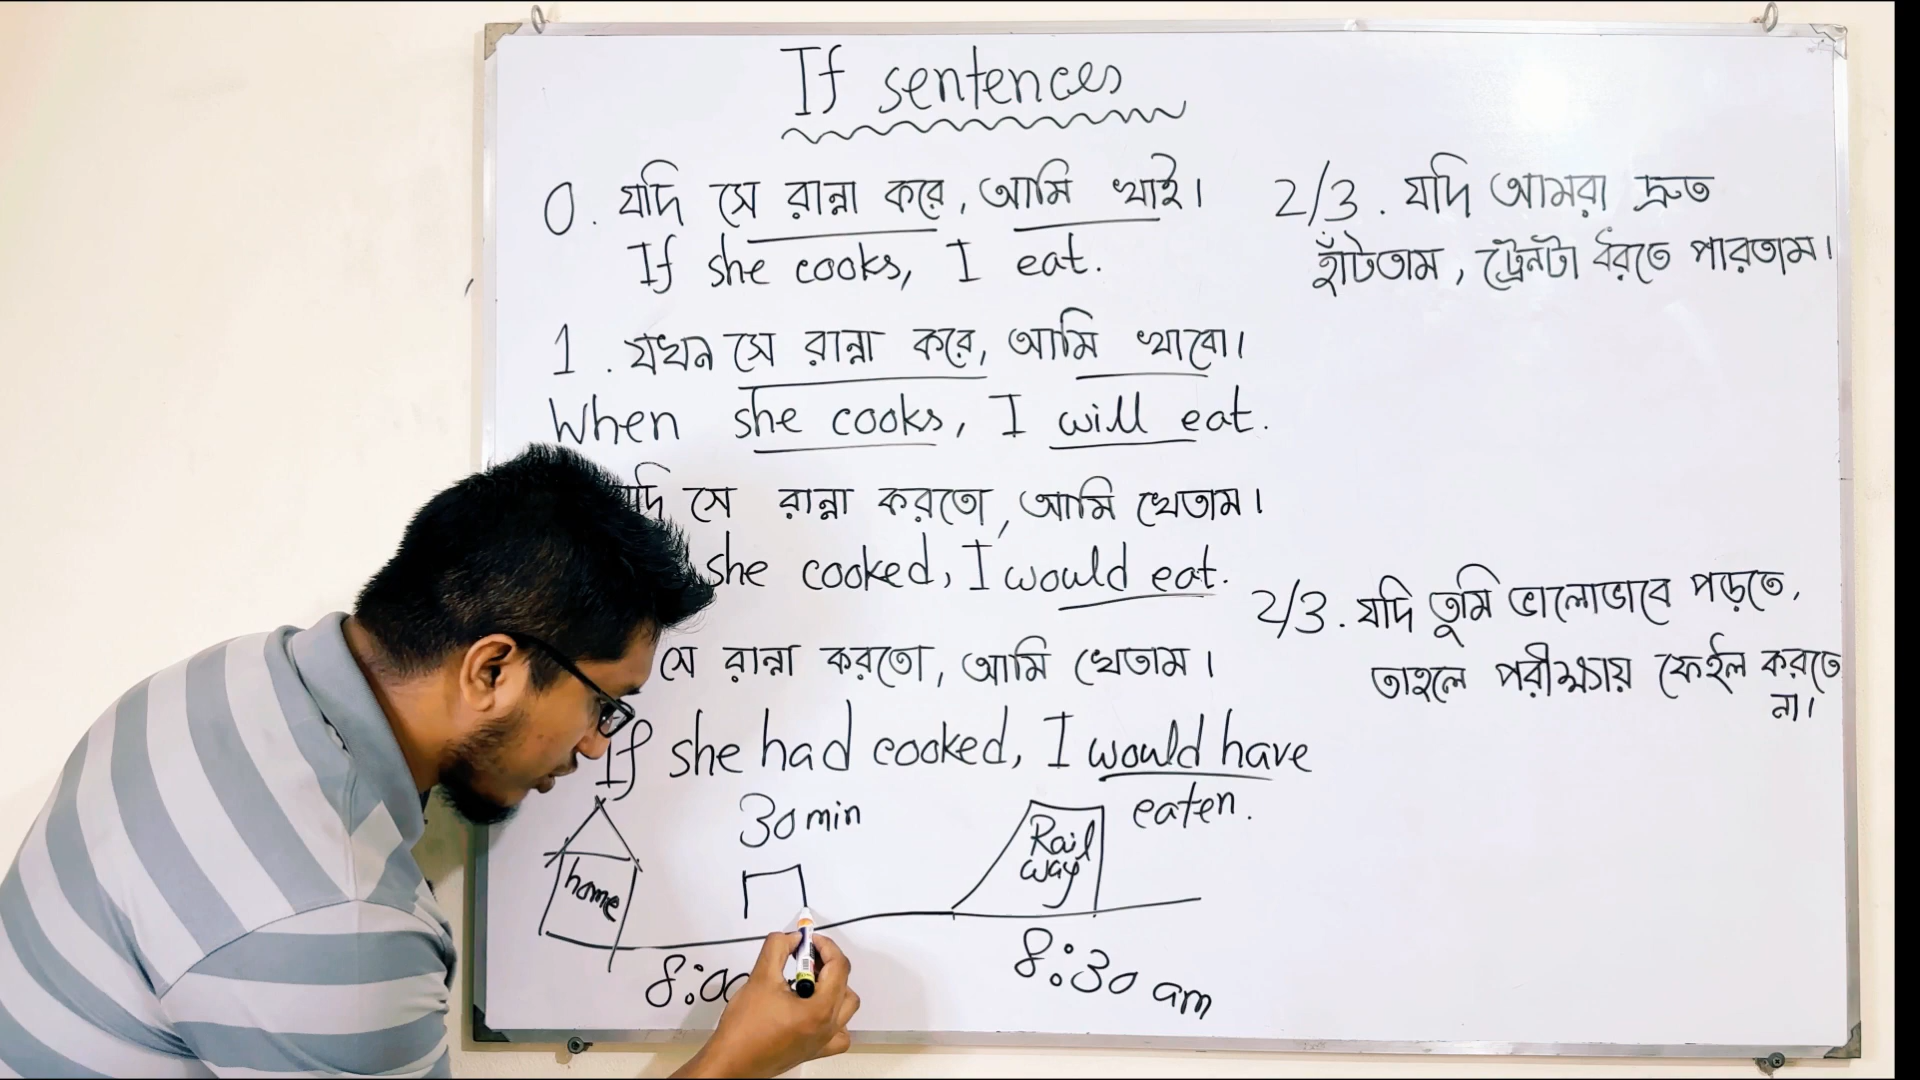 If sentences
0. যদি সে রান্না করে, আমি খাই।
If she cooks, I eat.
1. যখন সে রান্না করে, আমি খাবো।
When she cooks, I will eat.
সে রান্না করতো, আমি খেতাম।
she cooked, I would eat.
সে রান্না করতো, আমি খেতাম।
If she had cooked, I would have
eaten.
30 min
home
Rail
way
8:30 am
2/3. যদি আমরা দ্রুত
হাঁটতাম, ট্রেনটা ধরতে পারতাম।
2/3. যদি তুমি ভালোভাবে পড়তে,
তাহলে পরীক্ষায় ফেইল করতে
না।